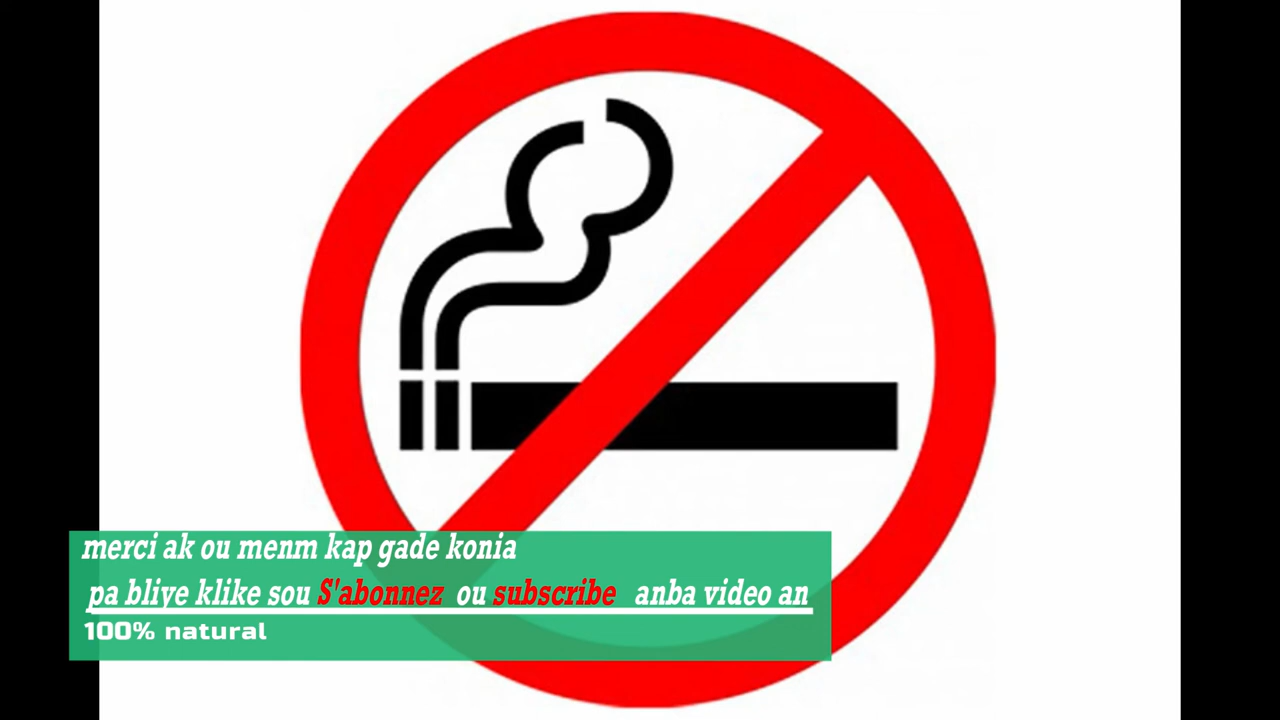 merci ak ou menm kap gade konia
pa bliye klike sou S'abonnez ou subscribe anba video an
100% natural